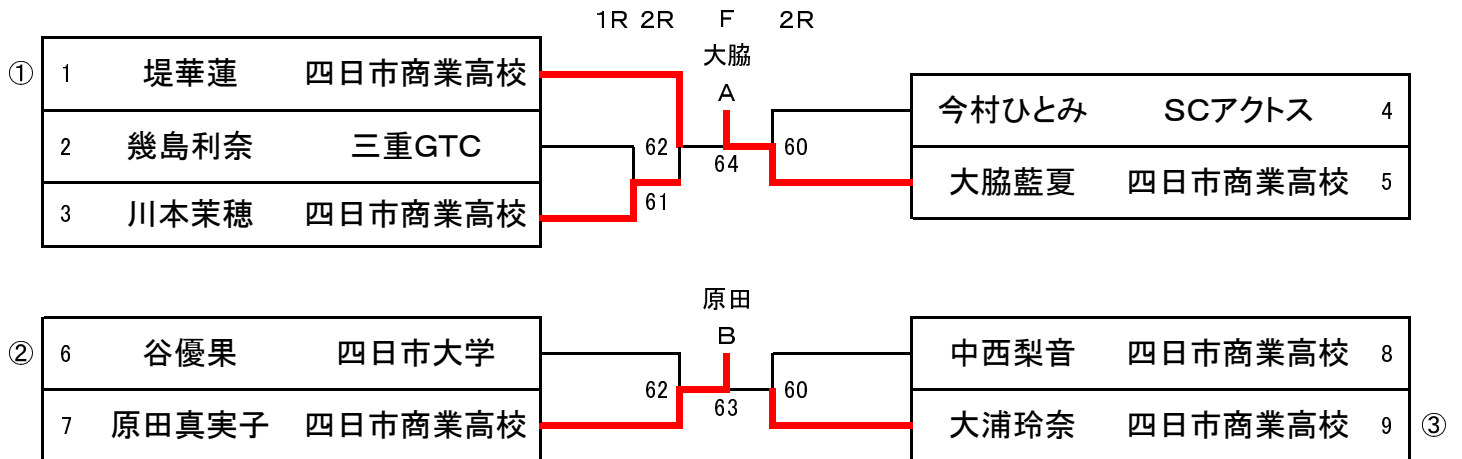 1R 2R F 2R
大脇
① 1 堤華蓮 四日市商業高校
A
今村ひとみ SCアクトス 4
2 幾島利奈 三重GTC
62
64
60
大脇藍夏 四日市商業高校 5
3 川本茉穂 四日市商業高校
61
原田
B
② 6 谷優果 四日市大学
中西梨音 四日市商業高校 8
62
63
60
7 原田真実子 四日市商業高校
大浦玲奈 四日市商業高校 9 ③